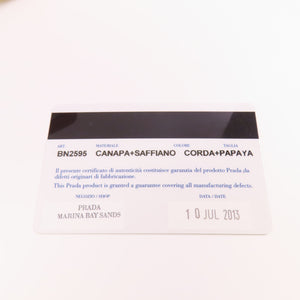 ART. MATERIALE COLORE TAGLIA
BN2595 CANAPA+SAFFIANO CORDA+PAPAYA
Il presente certificato di autenticità costituisce garanzia del prodotto Prada da
difetti originari di fabbricazione.
This Prada product is granted a guarantee covering all manufacturing defects.
NEGOZIO / SHOP DATA / DATE
PRADA
MARINA BAY SANDS 10 JUL 2013